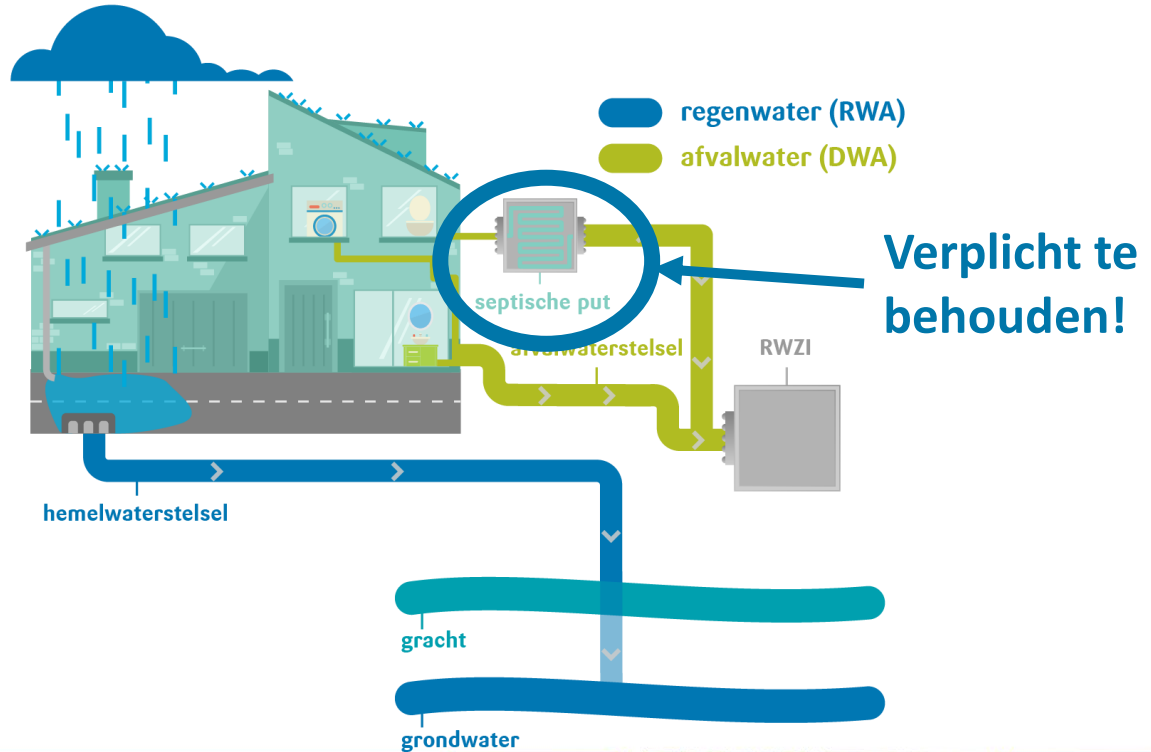 regenwater (RWA)
afvalwater (DWA)
Verplicht te
behouden!
septische put
afvalwaterstelsel
RWZI
hemelwaterstelsel
gracht
grondwater